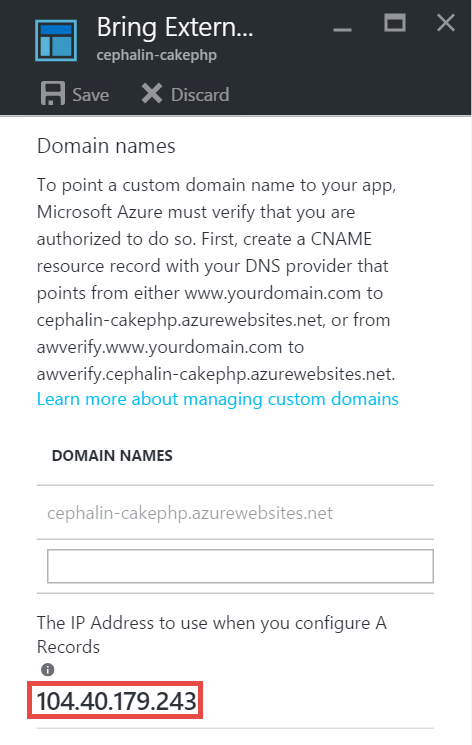 Bring Extern...
cephalin-cakephp
Save Discard
Domain names
To point a custom domain name to your app,
Microsoft Azure must verify that you are
authorized to do so. First, create a CNAME
resource record with your DNS provider that
points from either www.yourdomain.com to
cephalin-cakephp.azurewebsites.net, or from
awverify.www.yourdomain.com to
awverify.cephalin-cakephp.azurewebsites.net.
Learn more about managing custom domains
DOMAIN NAMES
cephalin-cakephp.azurewebsites.net
The IP Address to use when you configure A
Records
104.40.179.243